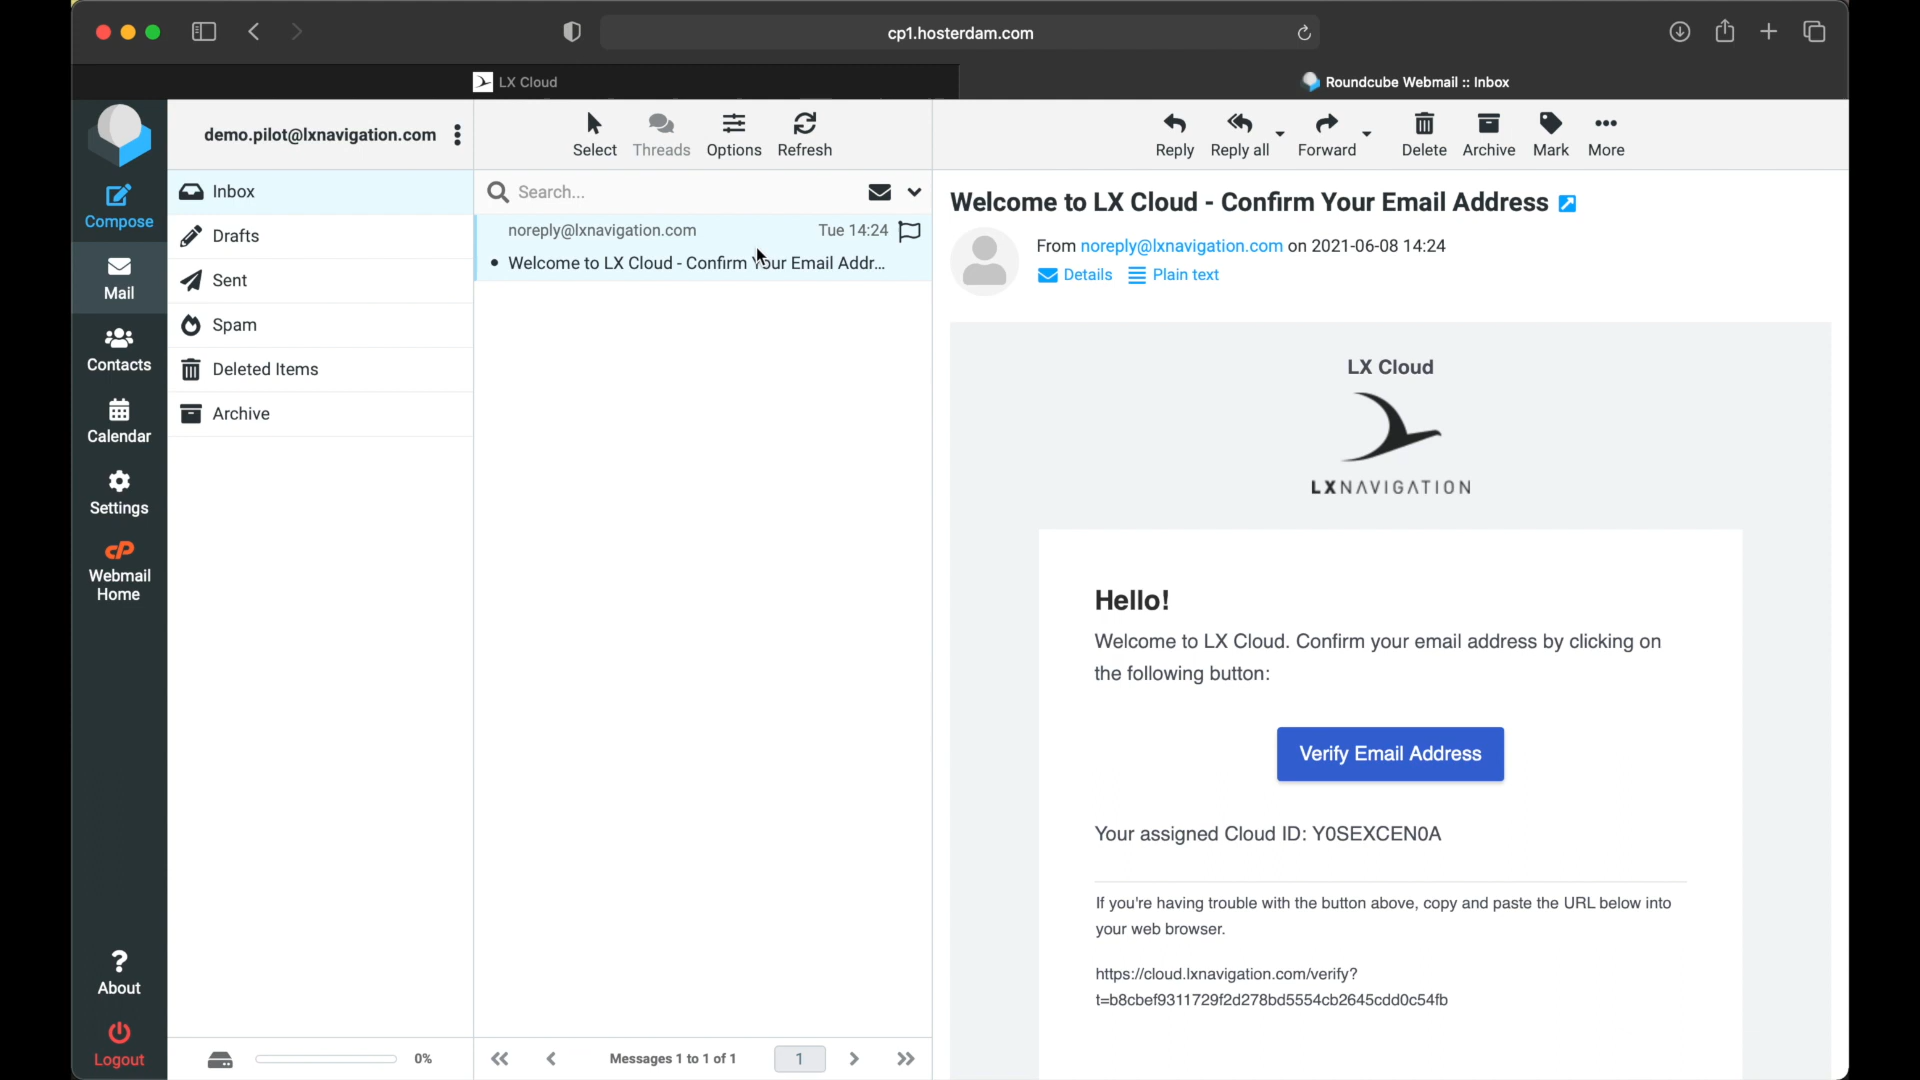 cp1.hosterdam.com
LX Cloud
Roundcube Webmail :: Inbox
Compose
Mail
Contacts
Calendar
Settings
cP
Webmail
Home
? About
Logout
demo.pilot@lxnavigation.com
Inbox
Drafts
Sent
Spam
Deleted Items
Archive
0%
Select Threads Options Refresh
Search...
noreply@lxnavigation.com Tue 14:24
• Welcome to LX Cloud - Confirm Your Email Addr...
Messages 1 to 1 of 1 1
Reply Reply all Forward Delete Archive Mark More
Welcome to LX Cloud - Confirm Your Email Address
From noreply@lxnavigation.com on 2021-06-08 14:24
Details Plain text
LX Cloud
LXNAVIGATION
Hello!
Welcome to LX Cloud. Confirm your email address by clicking on
the following button:
Verify Email Address
Your assigned Cloud ID: Y0SEXCEN0A
If you're having trouble with the button above, copy and paste the URL below into
your web browser.
https://cloud.lxnavigation.com/verify?
t=b8cbef9311729f2d278bd5554cb2645cdd0c54fb